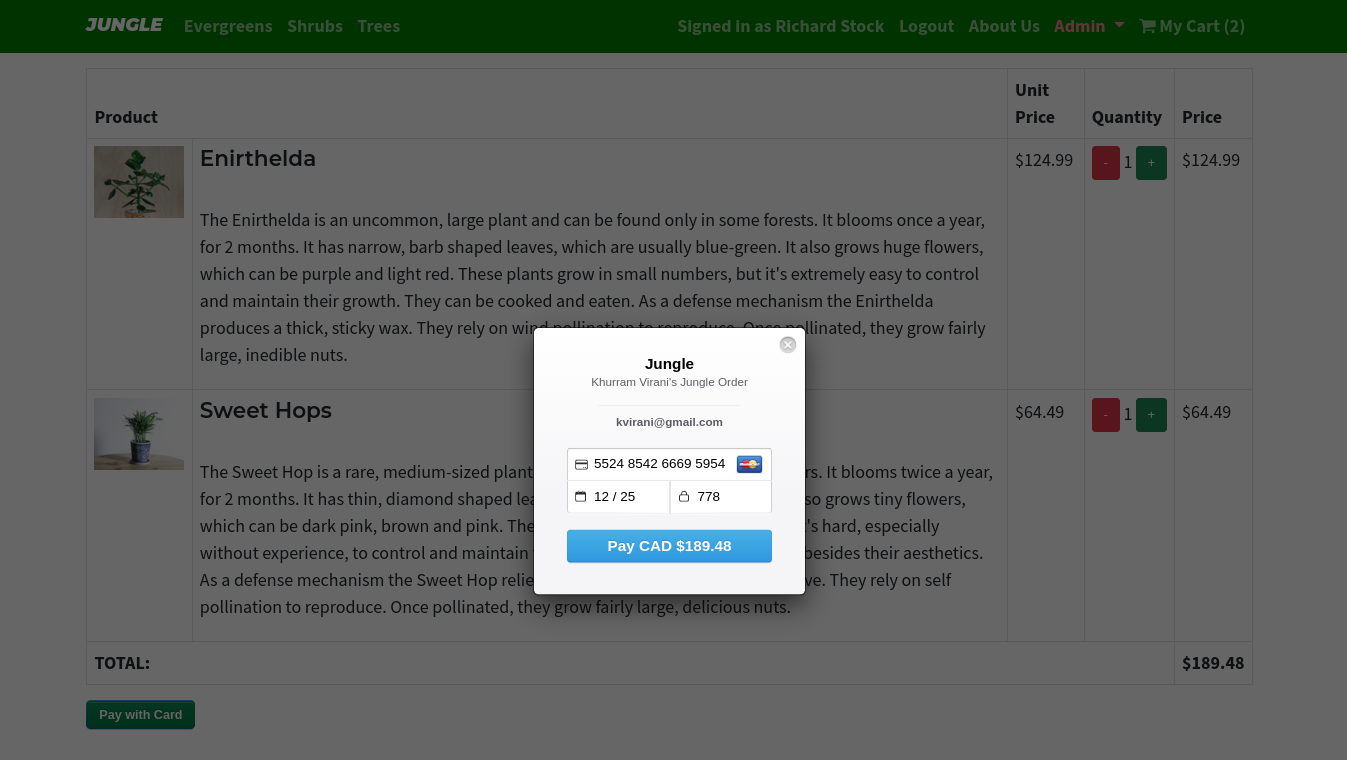 JUNGLE Evergreens Shrubs Trees Signed in as Richard Stock Logout About Us Admin My Cart (2)
Product Unit Price Quantity Price
Enirthelda $124.99 - 1 + $124.99
The Enirthelda is an uncommon, large plant and can be found only in some forests. It blooms once a year,
for 2 months. It has narrow, barb shaped leaves, which are usually blue-green. It also grows huge flowers,
which can be purple and light red. These plants grow in small numbers, but it's extremely easy to control
and maintain their growth. They can be cooked and eaten. As a defense mechanism the Enirthelda
produces a thick, sticky wax. They rely on wind pollination to reproduce. Once pollinated, they grow fairly
large, inedible nuts.
Sweet Hops $64.49 - 1 + $64.49
The Sweet Hop is a rare, medium-sized plant rs. It blooms twice a year,
for 2 months. It has thin, diamond shaped lea so grows tiny flowers,
which can be dark pink, brown and pink. The 's hard, especially
without experience, to control and maintain besides their aesthetics.
As a defense mechanism the Sweet Hop relie ve. They rely on self
pollination to reproduce. Once pollinated, they grow fairly large, delicious nuts.
TOTAL: $189.48
Pay with Card
Jungle
Khurram Virani's Jungle Order
kvirani@gmail.com
5524 8542 6669 5954
12 / 25 778
Pay CAD $189.48